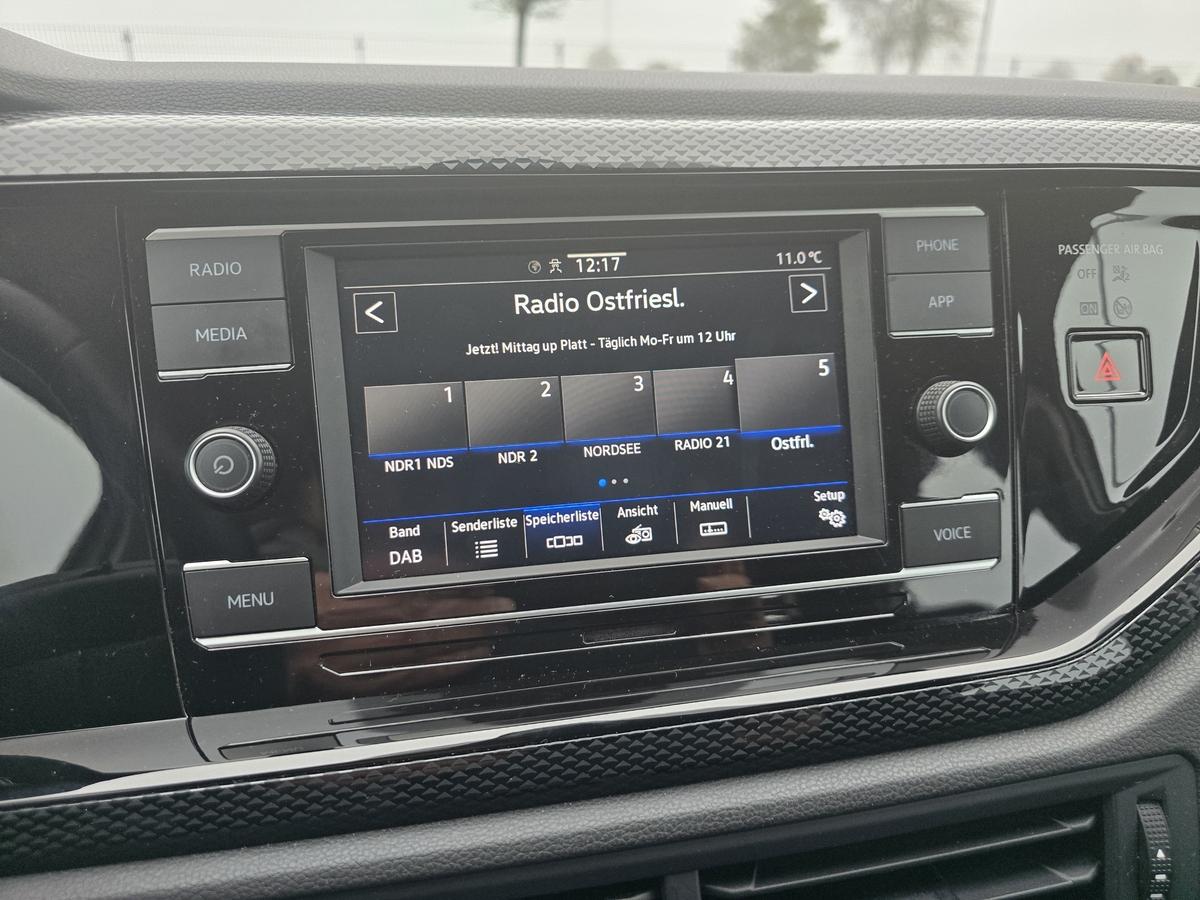 RADIO
MEDIA
MENU
12:17
11.0 °C
<
Radio Ostfriesl.
>
Jetzt! Mittag up Platt - Täglich Mo-Fr um 12 Uhr
1 2 3 4 5
NDR1 NDS NDR 2 NORDSEE RADIO 21 Ostfrl.
Band Senderliste Speicherliste Ansicht Manuell Setup
DAB
PHONE
APP
VOICE
PASSENGER AIR BAG
OFF
ON